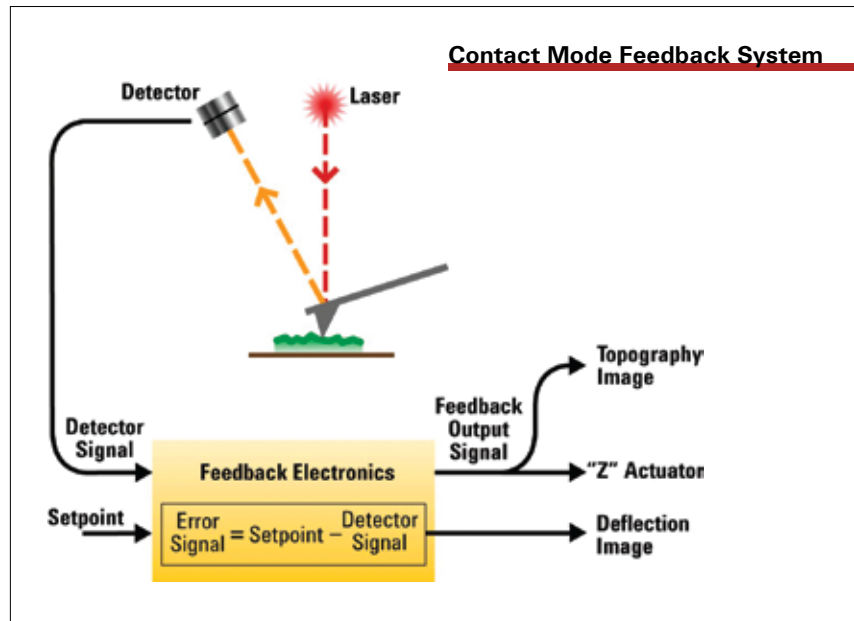 Contact Mode Feedback System
Detector
Laser
Topography
Image
Feedback
Output
Signal
Detector
Signal
Feedback Electronics
"Z" Actuator
Setpoint
Error
Signal = Setpoint – Detector
Signal
Deflection
Image